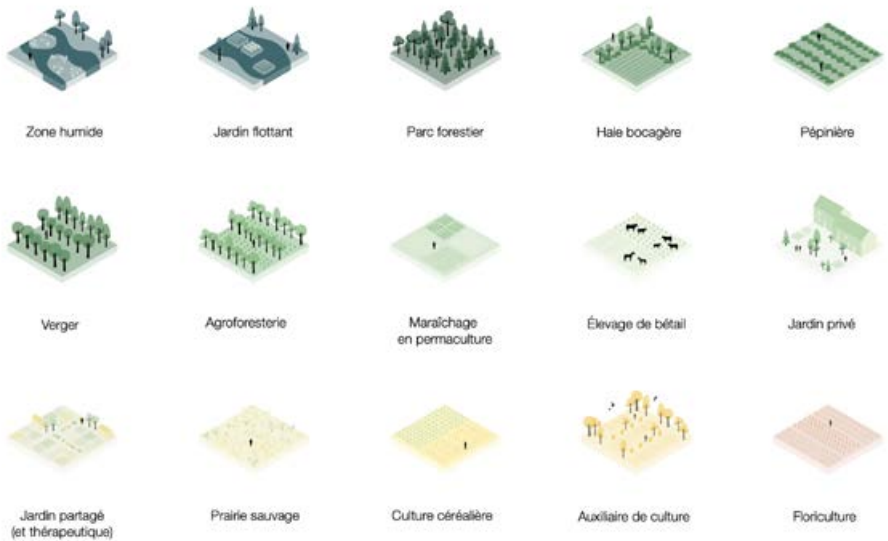 Zone humide
Jardin flottant
Parc forestier
Haie bocagère
Pépinière
Verger
Agroforesterie
Maraîchage
en permaculture
Élevage de bétail
Jardin privé
Jardin partagé
(et thérapeutique)
Prairie sauvage
Culture céréalière
Auxiliaire de culture
Floriculture